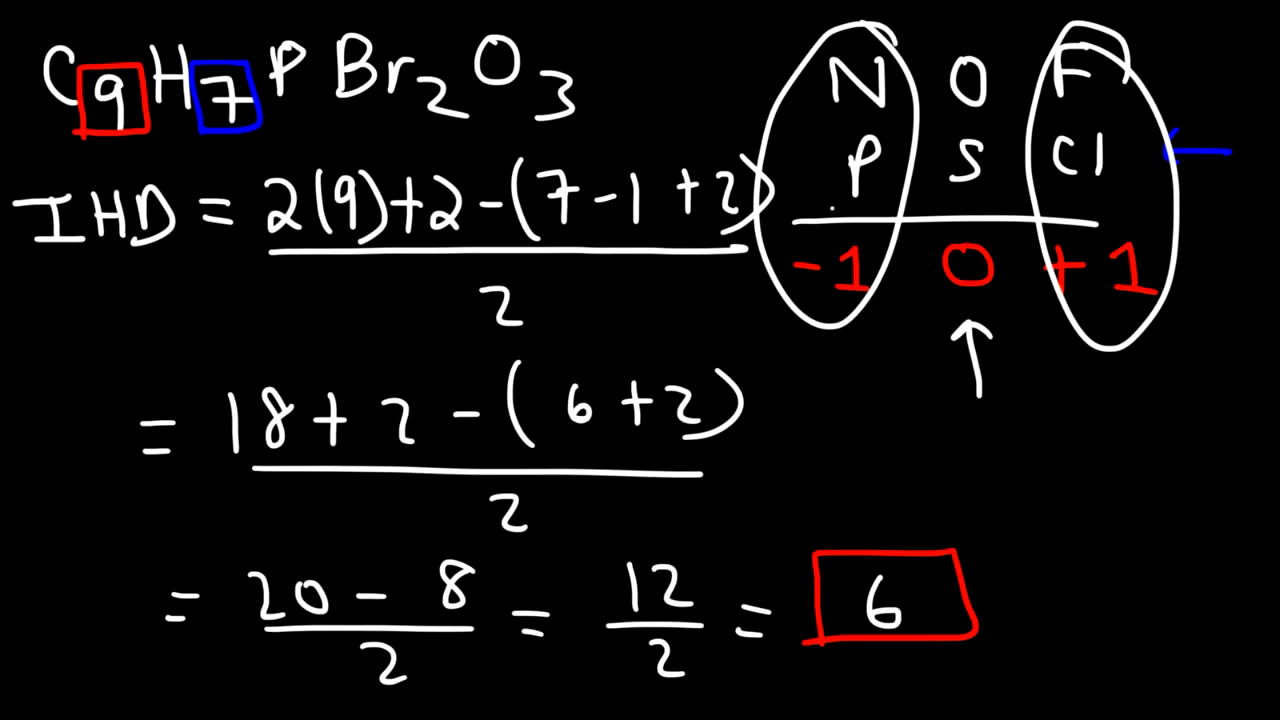 C₉H₇PBr₂O₃
N O F
P S Cl
-1 0 +1
IHD = (2(9)+2-(7-1+2))/2
= (18+2-(6+2))/2
= (20-8)/2 = 12/2 = 6